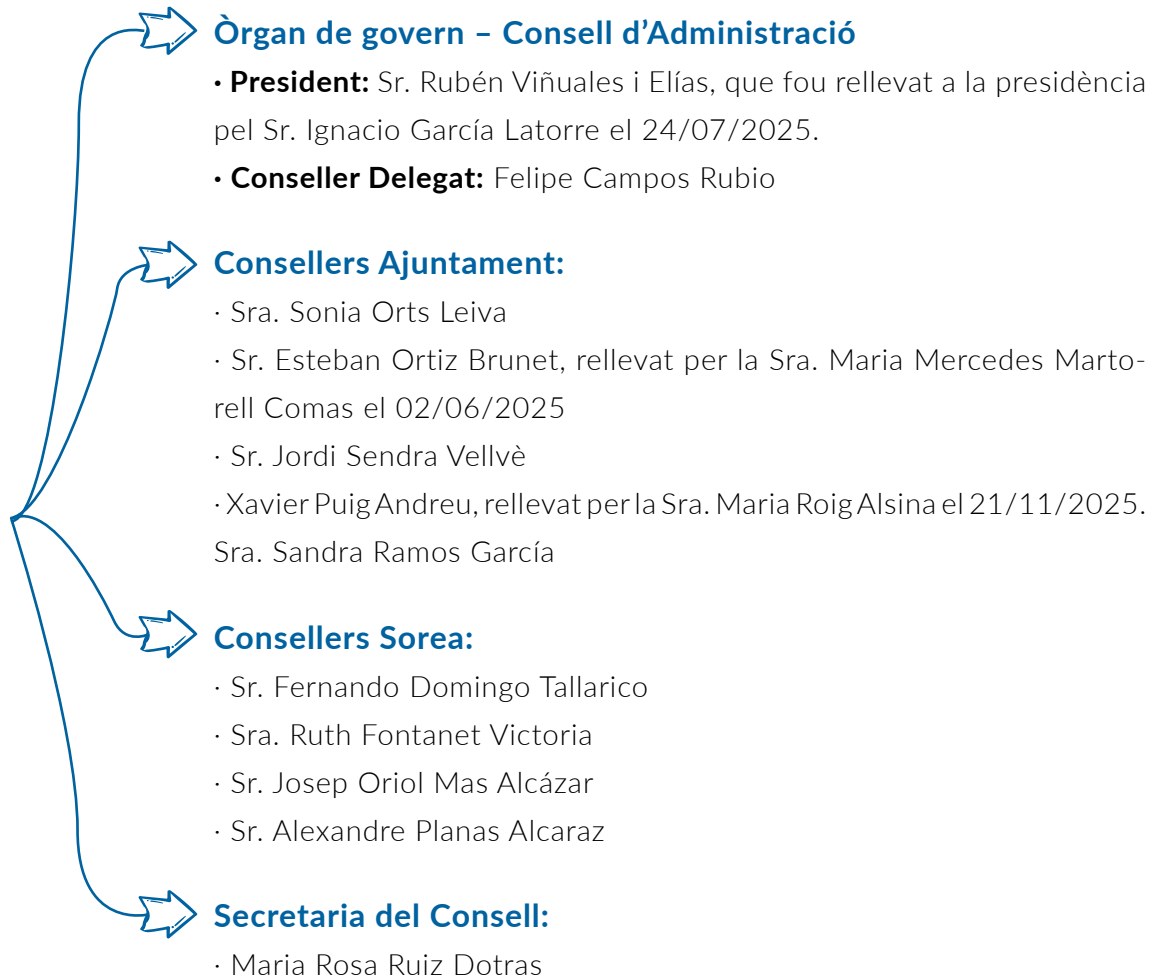 Òrgan de govern – Consell d’Administració
· President: Sr. Rubén Viñuales i Elías, que fou rellevat a la presidència
pel Sr. Ignacio García Latorre el 24/07/2025.
· Conseller Delegat: Felipe Campos Rubio
Consellers Ajuntament:
· Sra. Sonia Orts Leiva
· Sr. Esteban Ortiz Brunet, rellevat per la Sra. Maria Mercedes Marto-
rell Comas el 02/06/2025
· Sr. Jordi Sendra Vellvè
· Xavier Puig Andreu, rellevat per la Sra. Maria Roig Alsina el 21/11/2025.
Sra. Sandra Ramos García
Consellers Sorea:
· Sr. Fernando Domingo Tallarico
· Sra. Ruth Fontanet Victoria
· Sr. Josep Oriol Mas Alcázar
· Sr. Alexandre Planas Alcaraz
Secretaria del Consell:
· Maria Rosa Ruiz Dotras